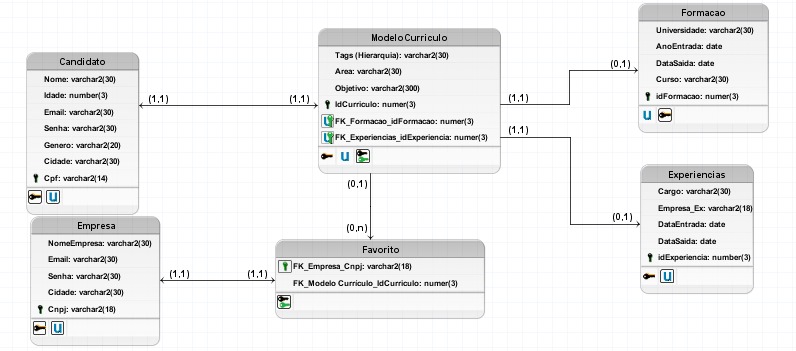 Candidato
Nome: varchar2(30)
Idade: number(3)
Email: varchar2(30)
Senha: varchar2(30)
Genero: varchar2(20)
Cidade: varchar2(30)
Cpf: varchar2(14)
(1,1)
(1,1)
Modelo Curriculo
Tags (Hierarquia): varchar2(30)
Area: varchar2(30)
Objetivo: varchar2(300)
IdCurriculo: numer(3)
FK_Formacao_idFormacao: numer(3)
FK_Experiencias_idExperiencia: numer(3)
(1,1)
(0,1)
(1,1)
(0,1)
Formacao
Universidade: varchar2(30)
AnoEntrada: date
DataSaida: date
Curso: varchar2(30)
idFormacao: numer(3)
Experiencias
Cargo: varchar2(30)
Empresa_Ex: varchar2(18)
DataEntrada: date
DataSaida: date
idExperiencia: number(3)
(0,1)
(0,n)
Empresa
NomeEmpresa: varchar2(30)
Email: varchar2(30)
Senha: varchar2(30)
Cidade: varchar2(30)
Cnpj: varchar2(18)
(1,1)
(1,1)
Favorito
FK_Empresa_Cnpj: varchar2(18)
FK_Modelo Curriculo_IdCurriculo: numer(3)